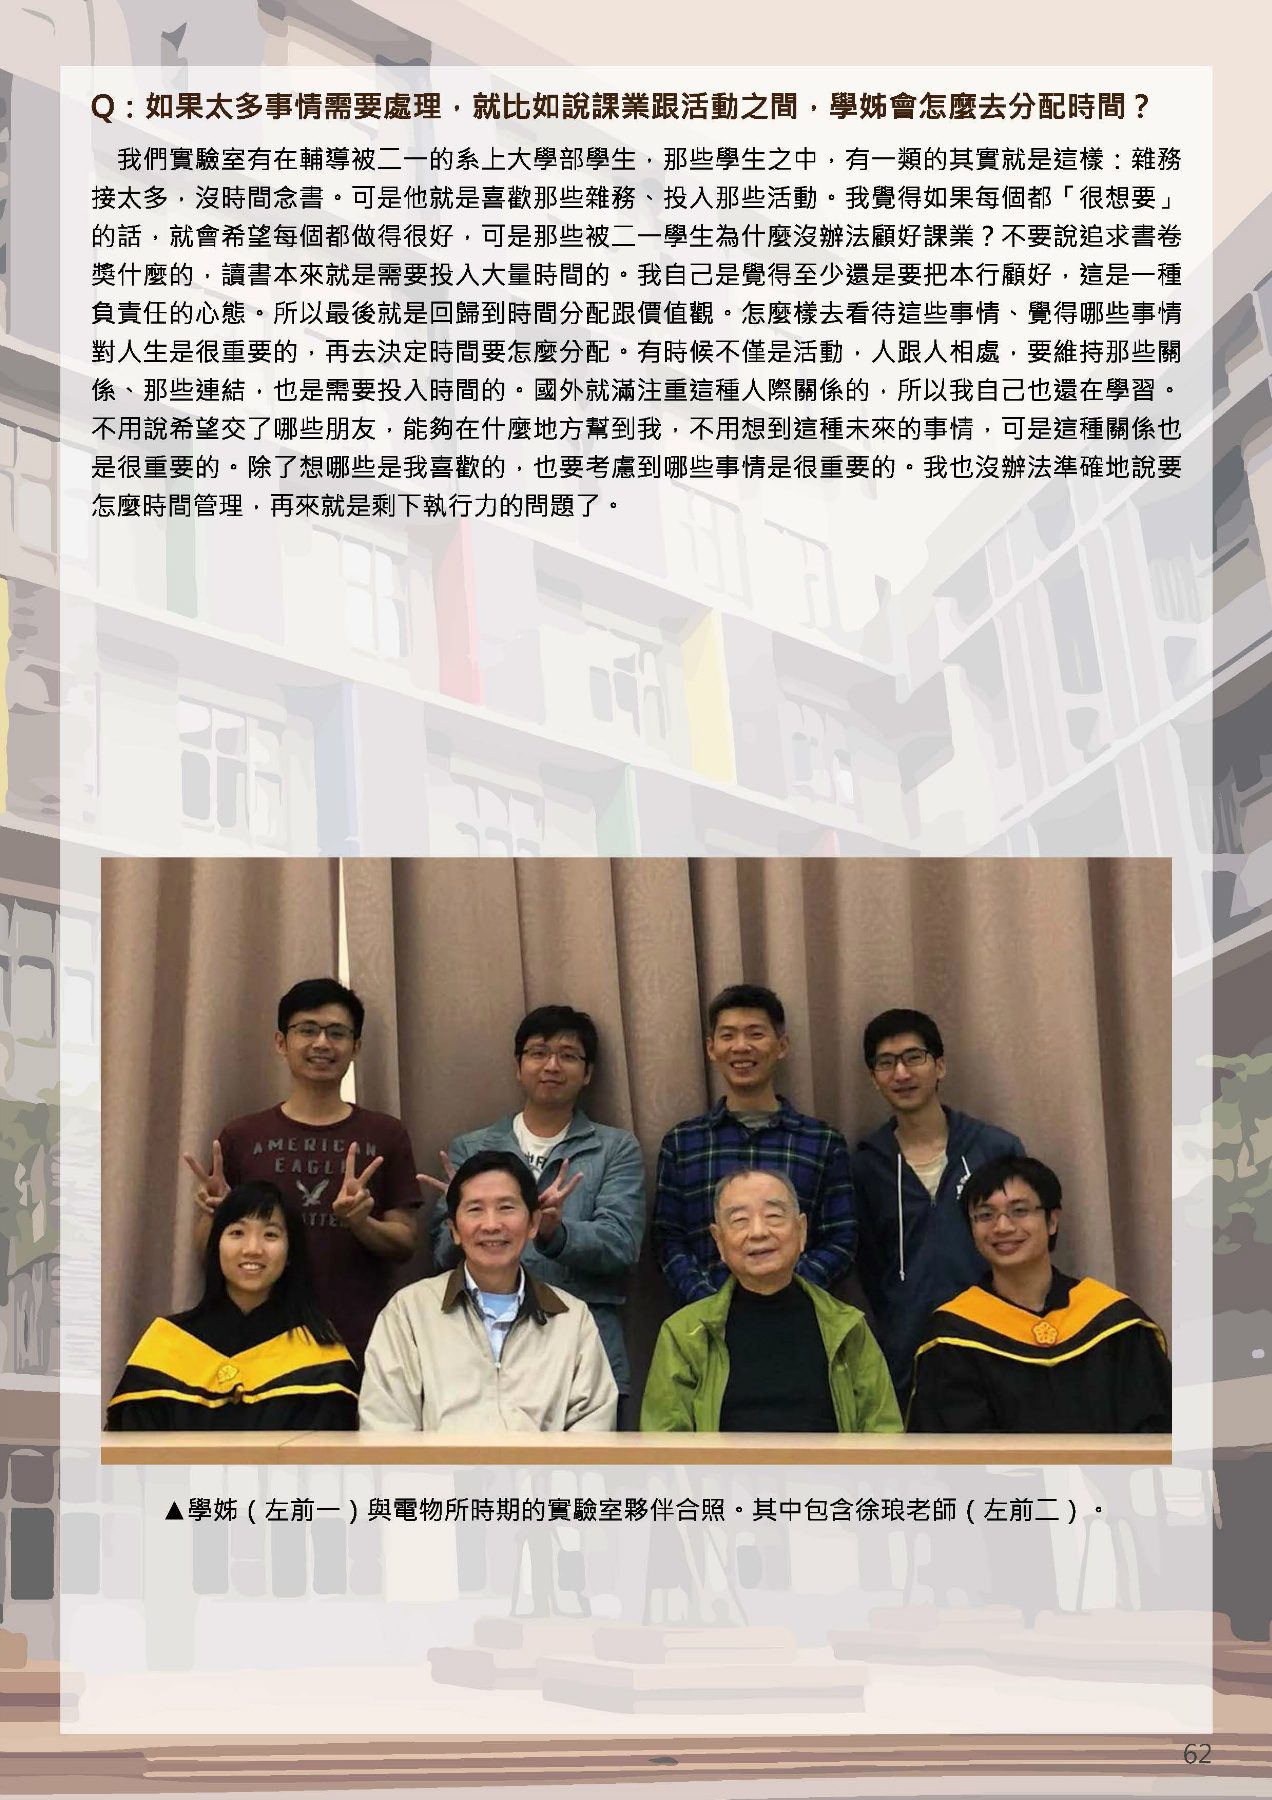 Q：如果太多事情需要處理，就比如說課業跟活動之間，學姊會怎麼去分配時間？
我們實驗室有在輔導被二一的系上大學部學生，那些學生之中，有一類的其實就是這樣：雜務
接太多，沒時間念書。可是他就是喜歡那些雜務、投入那些活動。我覺得如果每個都「很想要」
的話，就會希望每個都做得很好，可是那些被二一學生為什麼沒辦法顧好課業？不要說追求書卷
獎什麼的，讀書本來就是需要投入大量時間的。我自己是覺得至少還是要把本行顧好，這是一種
負責任的心態。所以最後就是回歸到時間分配跟價值觀。怎麼樣去看待這些事情、覺得哪些事情
對人生是很重要的，再去決定時間要怎麼分配。有時候不僅是活動，人跟人相處，要維持那些關
係、那些連結，也是需要投入時間的。國外就滿注重這種人際關係的，所以我自己也還在學習。
不用說希望交了哪些朋友，能夠在什麼地方幫到我，不用想到這種未來的事情，可是這種關係也
是很重要的。除了想哪些是我喜歡的，也要考慮到哪些事情是很重要的。我也沒辦法準確地說要
怎麼時間管理，再來就是剩下執行力的問題了。
AMERICAN
EAGL
▲學姊（左前一）與電物所時期的實驗室夥伴合照。其中包含徐琅老師（左前二）。
62